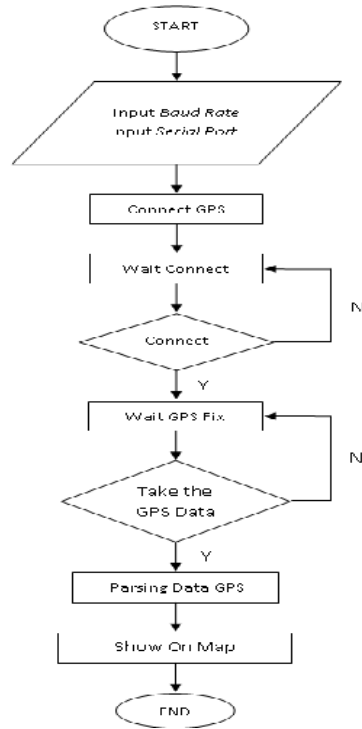 START
Input Baud Rate
Input Serial Port
Connect GPS
Wait Connect
N
Connect
Y
Wait GPS Fix
N
Take the
GPS Data
Y
Parsing Data GPS
Show On Map
END